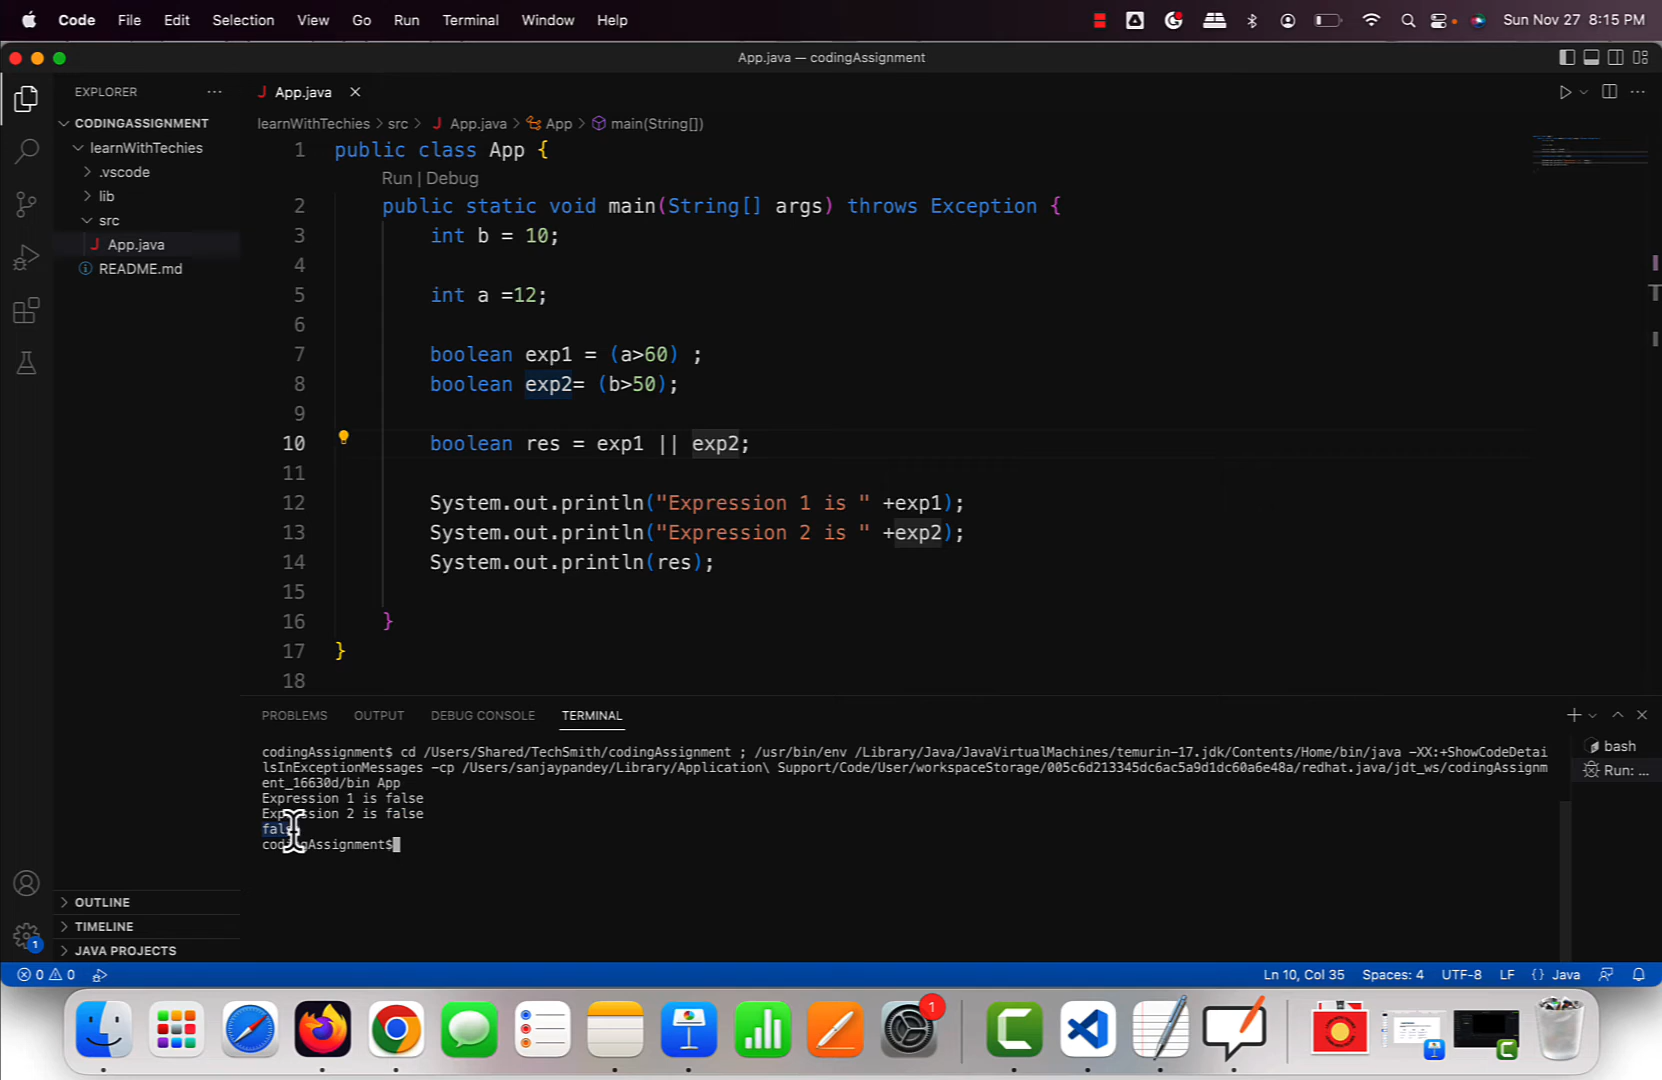 Code File Edit Selection View Go Run Terminal Window Help Sun Nov 27 8:15 PM
App.java — codingAssignment
EXPLORER
App.java
CODINGASSIGNMENT
learnWithTechies
.vscode
lib
src
App.java
README.md
learnWithTechies > src > App.java > App > main(String[])
1 public class App {
Run | Debug
2 public static void main(String[] args) throws Exception {
3 int b = 10;
4
5 int a =12;
6
7 boolean exp1 = (a>60) ;
8 boolean exp2= (b>50);
9
10 boolean res = exp1 || exp2;
11
12 System.out.println("Expression 1 is " +exp1);
13 System.out.println("Expression 2 is " +exp2);
14 System.out.println(res);
15
16 }
17 }
18
PROBLEMS OUTPUT DEBUG CONSOLE TERMINAL
codingAssignment$ cd /Users/Shared/TechSmith/codingAssignment ; /usr/bin/env /Library/Java/JavaVirtualMachines/temurin-17.jdk/Contents/Home/bin/java -XX:+ShowCodeDetai
lsInExceptionMessages -cp /Users/sanjaypandey/Library/Application\ Support/Code/User/workspaceStorage/005c6d213345dc6ac5a9d1dc60a6e48a/redhat.java/jdt_ws/codingAssignm
ent_16630d/bin App
Expression 1 is false
Expression 2 is false
false
codingAssignment$
bash
Run: ...
OUTLINE
TIMELINE
JAVA PROJECTS
1
0 0 Ln 10, Col 35 Spaces: 4 UTF-8 LF {} Java
1